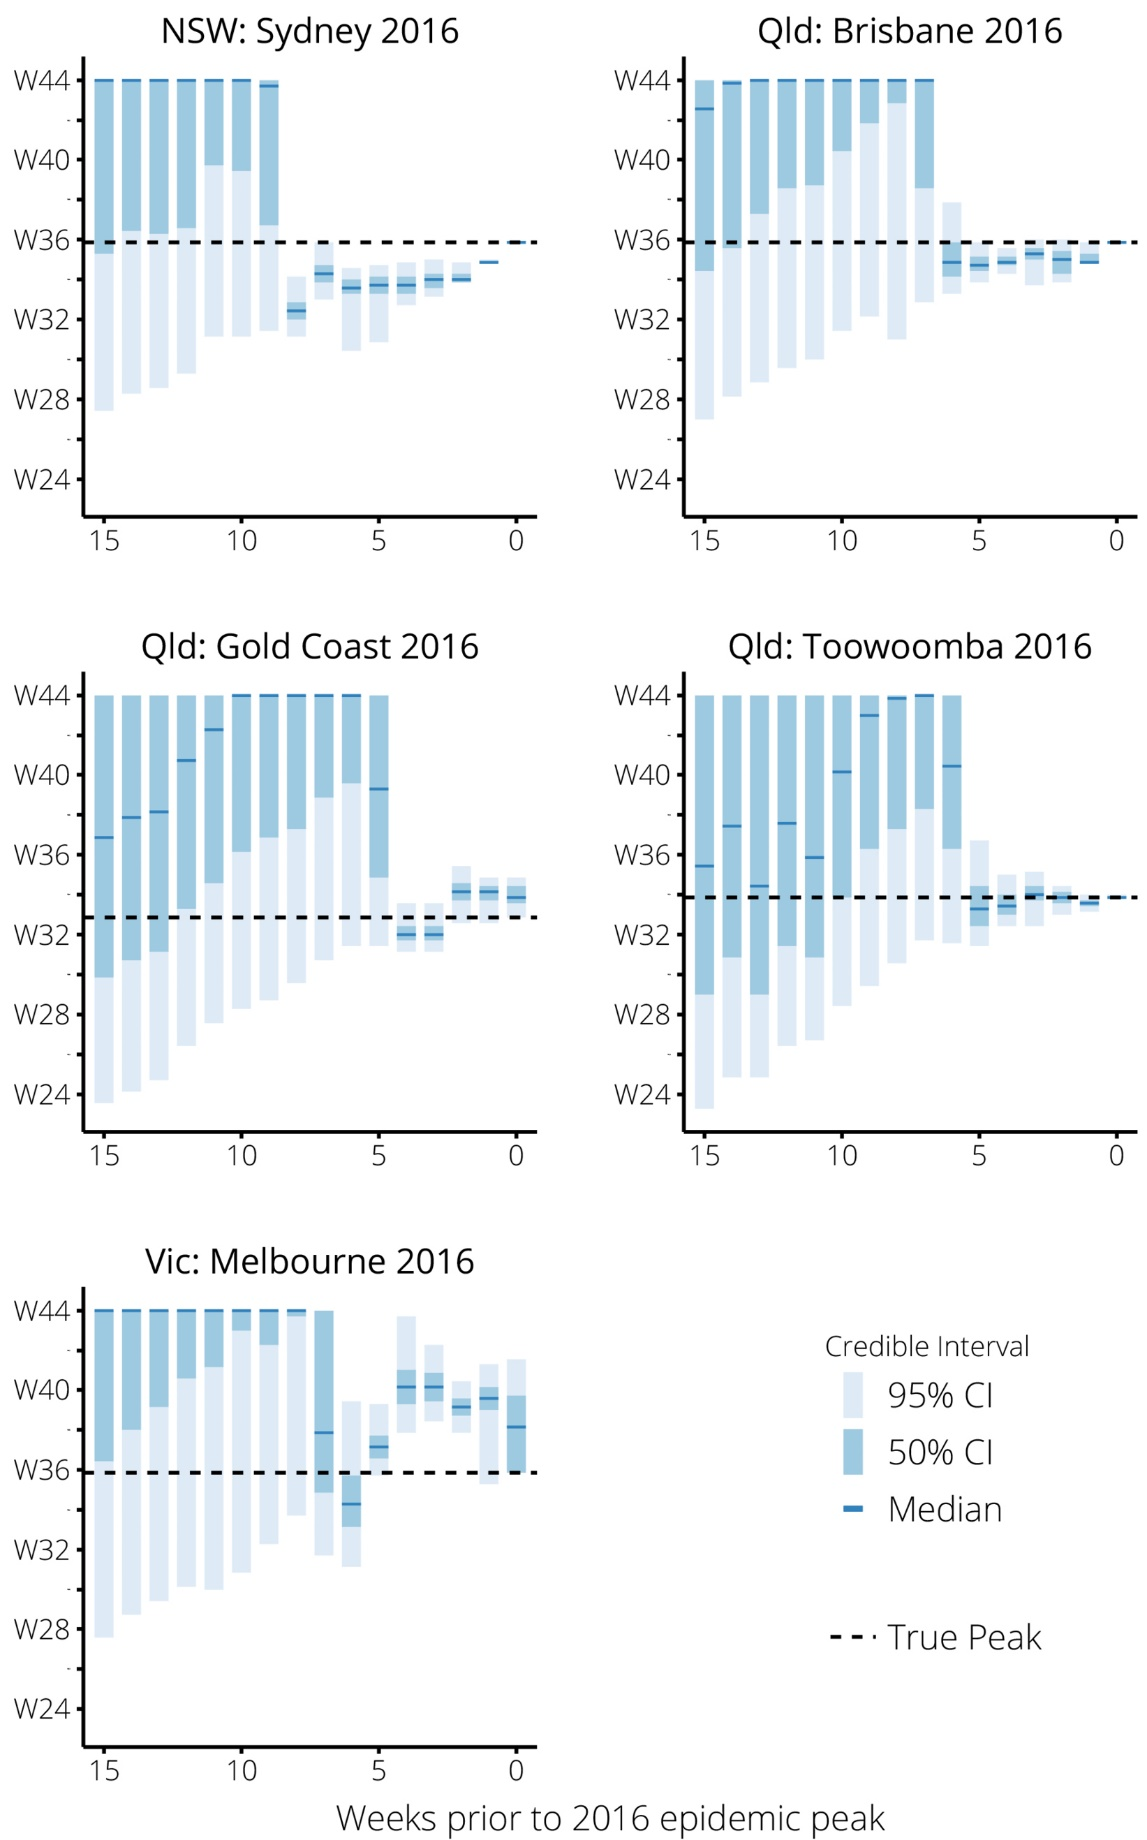 NSW: Sydney 2016
W44
-
W40
-
W36
-
W32
-
W28
-
W24
15 10 5 0
Qld: Brisbane 2016
W44
-
W40
-
W36
-
W32
-
W28
-
W24
15 10 5 0
Qld: Gold Coast 2016
W44
-
W40
-
W36
-
W32
-
W28
-
W24
15 10 5 0
Qld: Toowoomba 2016
W44
-
W40
-
W36
-
W32
-
W28
-
W24
15 10 5 0
Vic: Melbourne 2016
W44
-
W40
-
W36
-
W32
-
W28
-
W24
15 10 5 0
Credible Interval
95% CI
50% CI
Median
True Peak
Weeks prior to 2016 epidemic peak